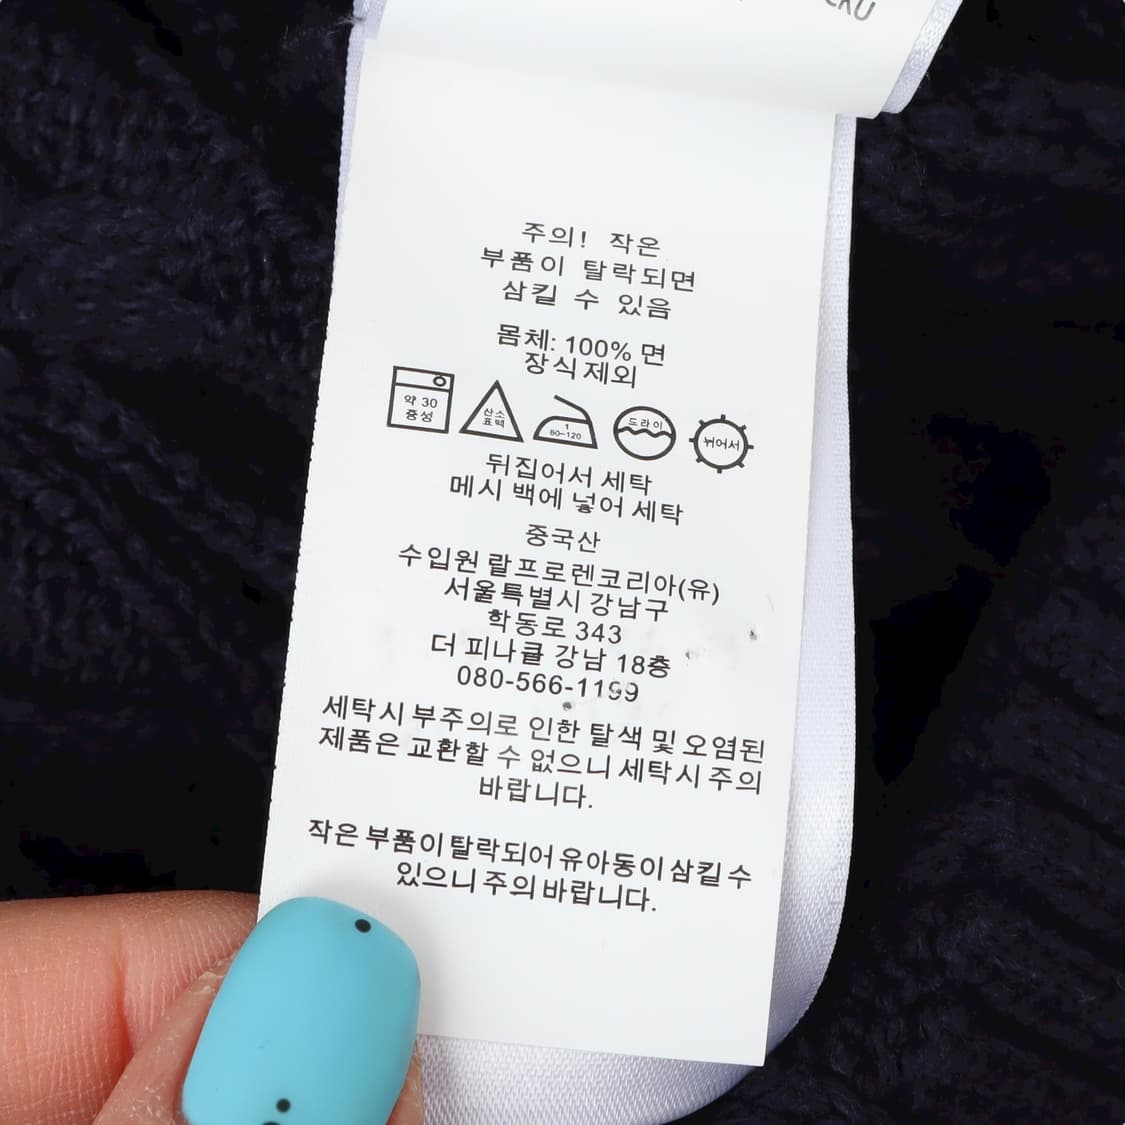 주의! 작은
부품이 탈락되면
삼킬 수 있음
몸체: 100% 면
장식제외
약 30
중성
산소
표백
1
80~120
드라이
뉘어서
뒤집어서 세탁
메시 백에 넣어 세탁
중국산
수입원 랄프로렌코리아(유)
서울특별시 강남구
학동로 343
더 피나클 강남 18층
080-566-1199
세탁시 부주의로 인한 탈색 및 오염된
제품은 교환할 수 없으니 세탁시 주의
바랍니다.
작은 부품이 탈락되어 유아동이 삼킬 수
있으니 주의 바랍니다.